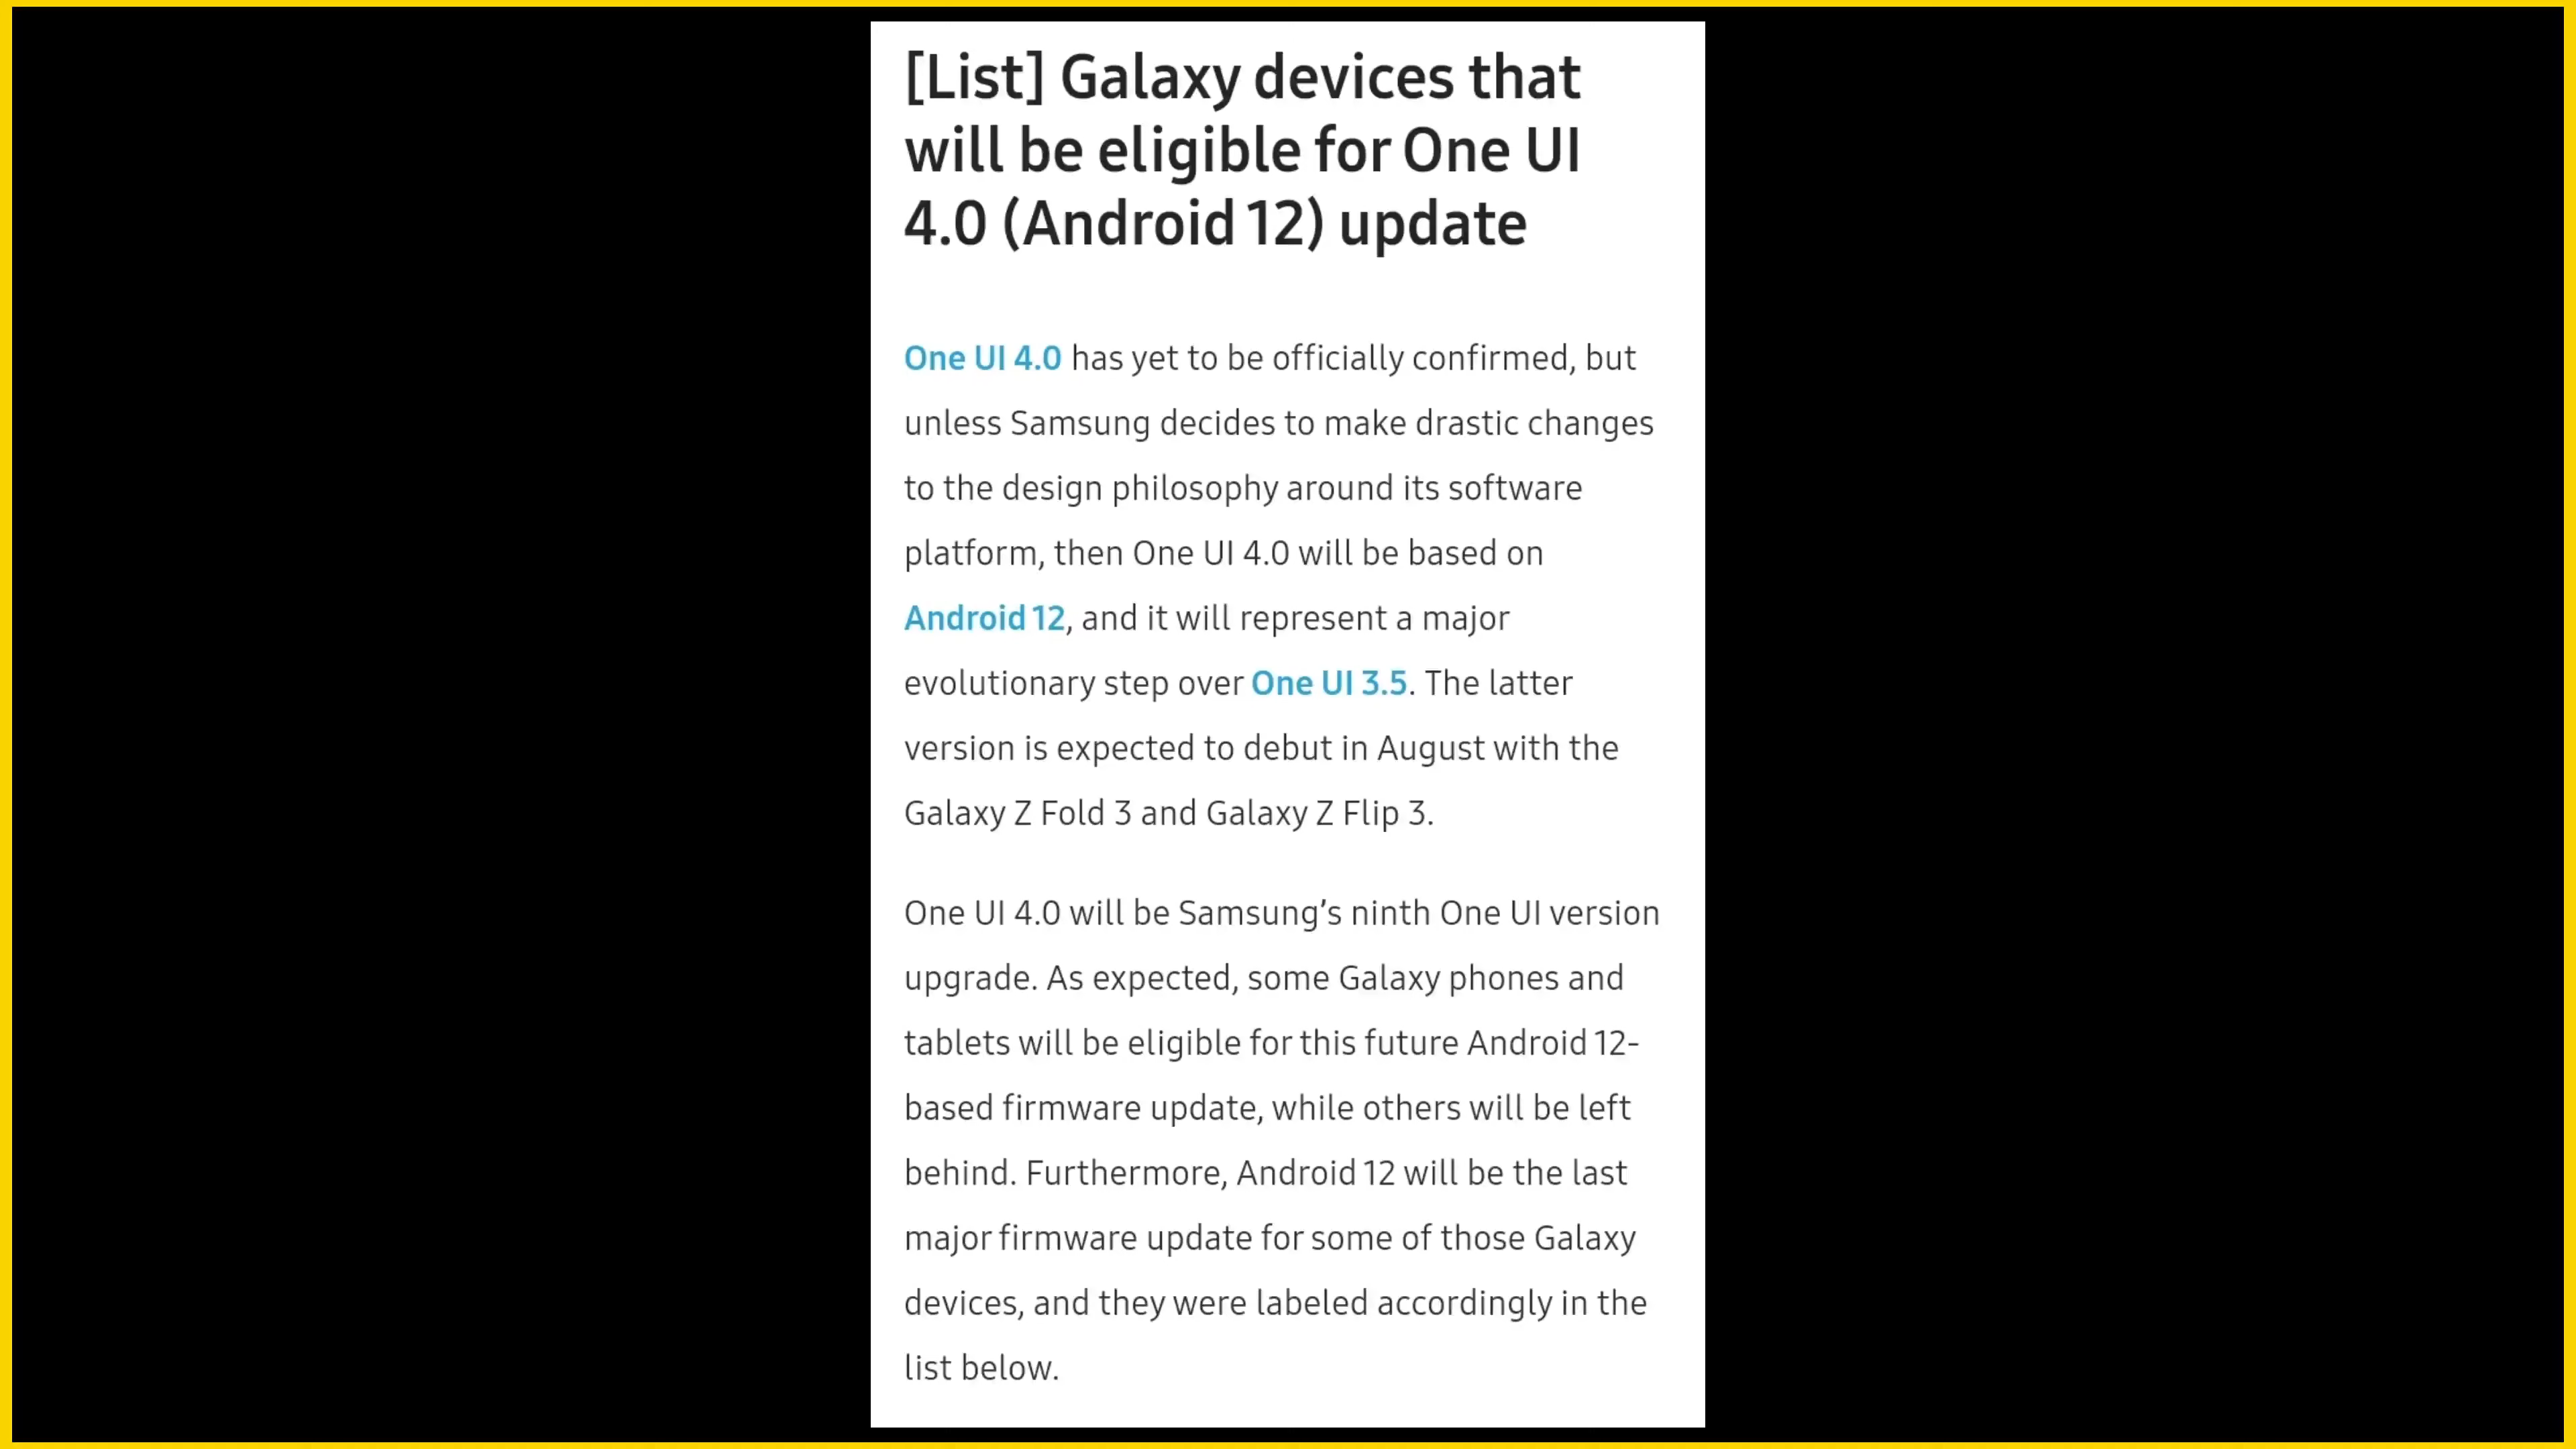 [List] Galaxy devices that
will be eligible for One UI
4.0 (Android 12) update
One UI 4.0 has yet to be officially confirmed, but
unless Samsung decides to make drastic changes
to the design philosophy around its software
platform, then One UI 4.0 will be based on
Android 12, and it will represent a major
evolutionary step over One UI 3.5. The latter
version is expected to debut in August with the
Galaxy Z Fold 3 and Galaxy Z Flip 3.
One UI 4.0 will be Samsung’s ninth One UI version
upgrade. As expected, some Galaxy phones and
tablets will be eligible for this future Android 12-
based firmware update, while others will be left
behind. Furthermore, Android 12 will be the last
major firmware update for some of those Galaxy
devices, and they were labeled accordingly in the
list below.